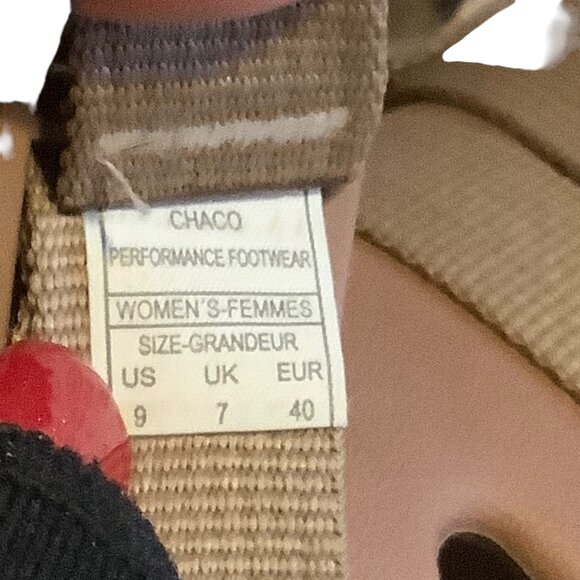 CHACO
PERFORMANCE FOOTWEAR
WOMEN'S-FEMMES
SIZE-GRANDEUR
US UK EUR
9 7 40